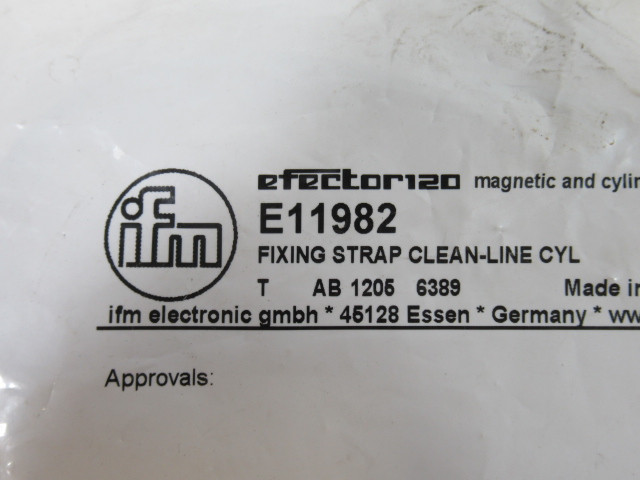 ifm
efector120 magnetic and cylin
E11982
FIXING STRAP CLEAN-LINE CYL
T AB 1205 6389 Made in
ifm electronic gmbh * 45128 Essen * Germany * ww
Approvals: